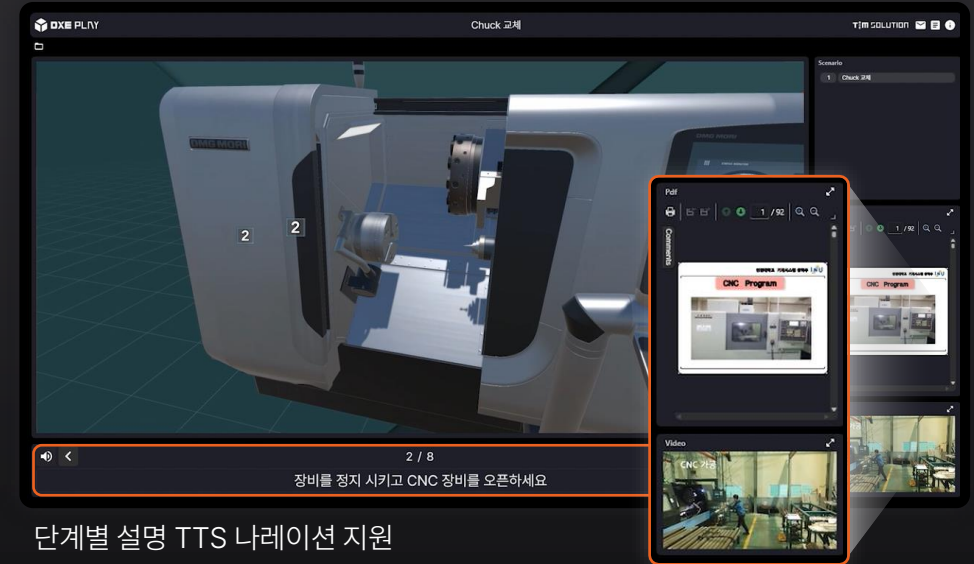 DXE PLAY
Chuck 교체
TIM SOLUTION
Scenario
1 Chuck 교체
DMG MORI
2
2
Pdf
1 / 92
Comments
CNC Program
Video
CNC 가공
1 / 92
CNC Program
2 / 8
장비를 정지 시키고 CNC 장비를 오픈하세요
단계별 설명 TTS 나레이션 지원